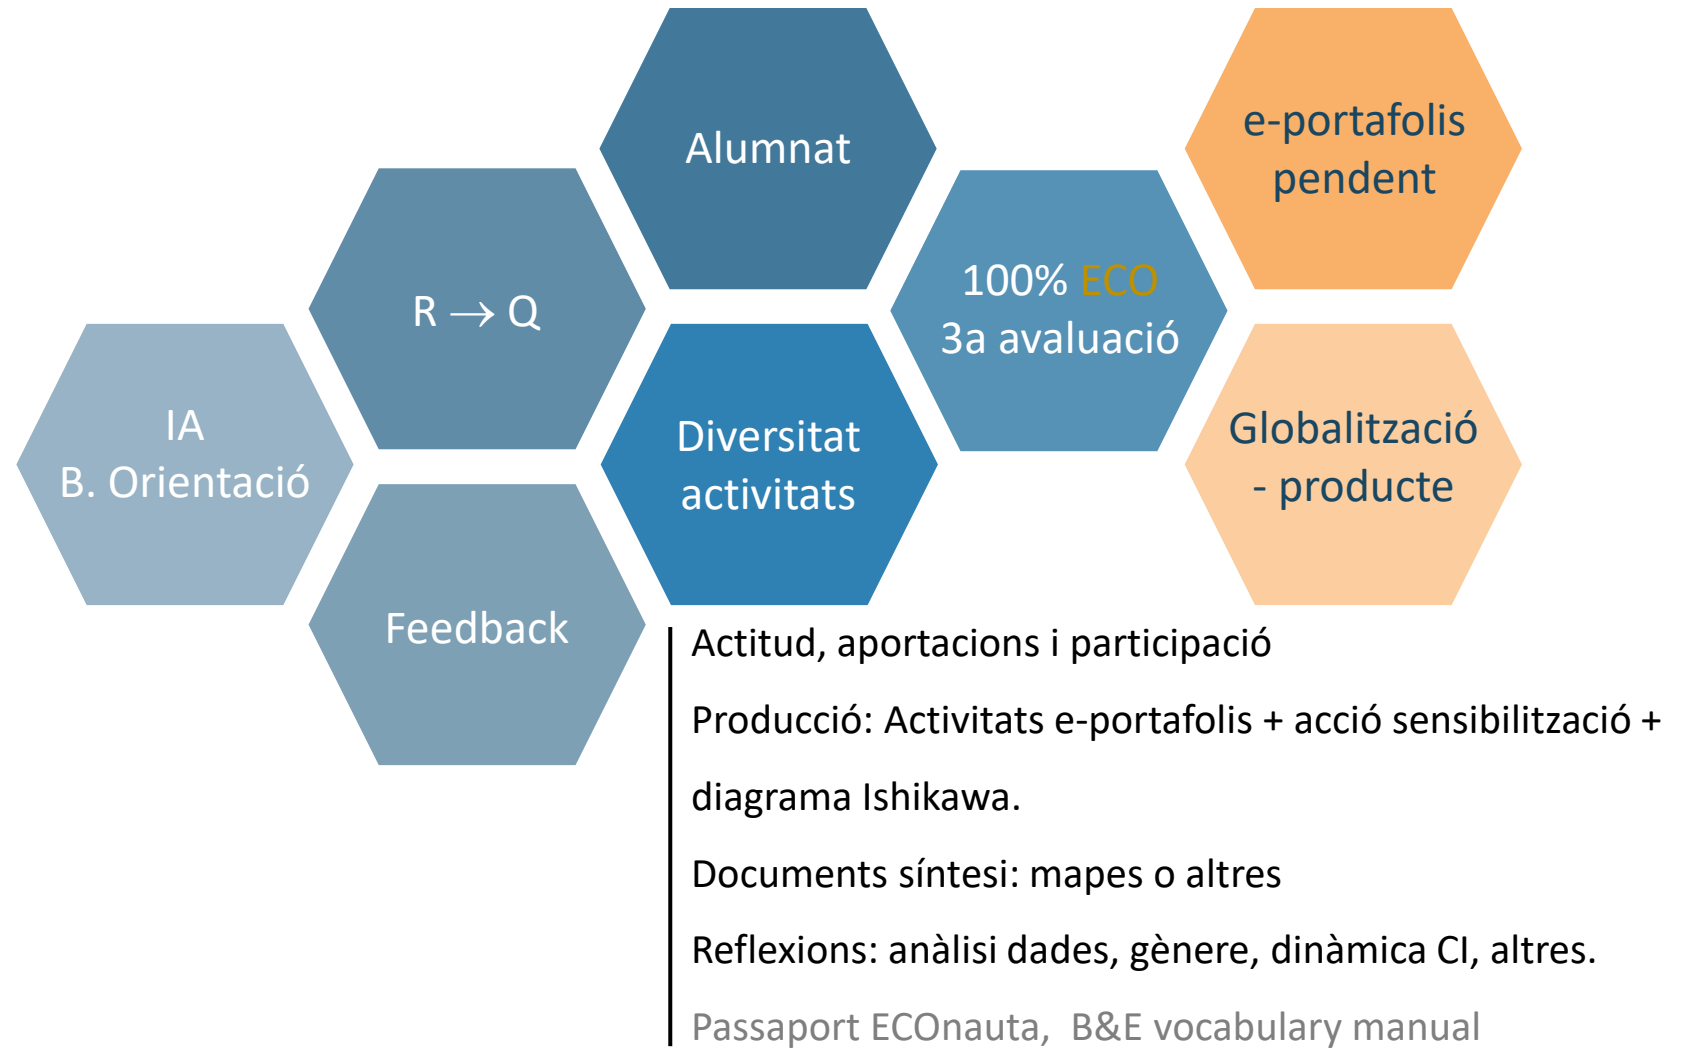 IA
B. Orientació
R → Q
Feedback
Alumnat
Diversitat
activitats
100% ECO
3a avaluació
e-portafolis
pendent
Globalització
- producte
Actitud, aportacions i participació
Producció: Activitats e-portafolis + acció sensibilització +
diagrama Ishikawa.
Documents síntesi: mapes o altres
Reflexions: anàlisi dades, gènere, dinàmica CI, altres.
Passaport ECOnauta, B&E vocabulary manual